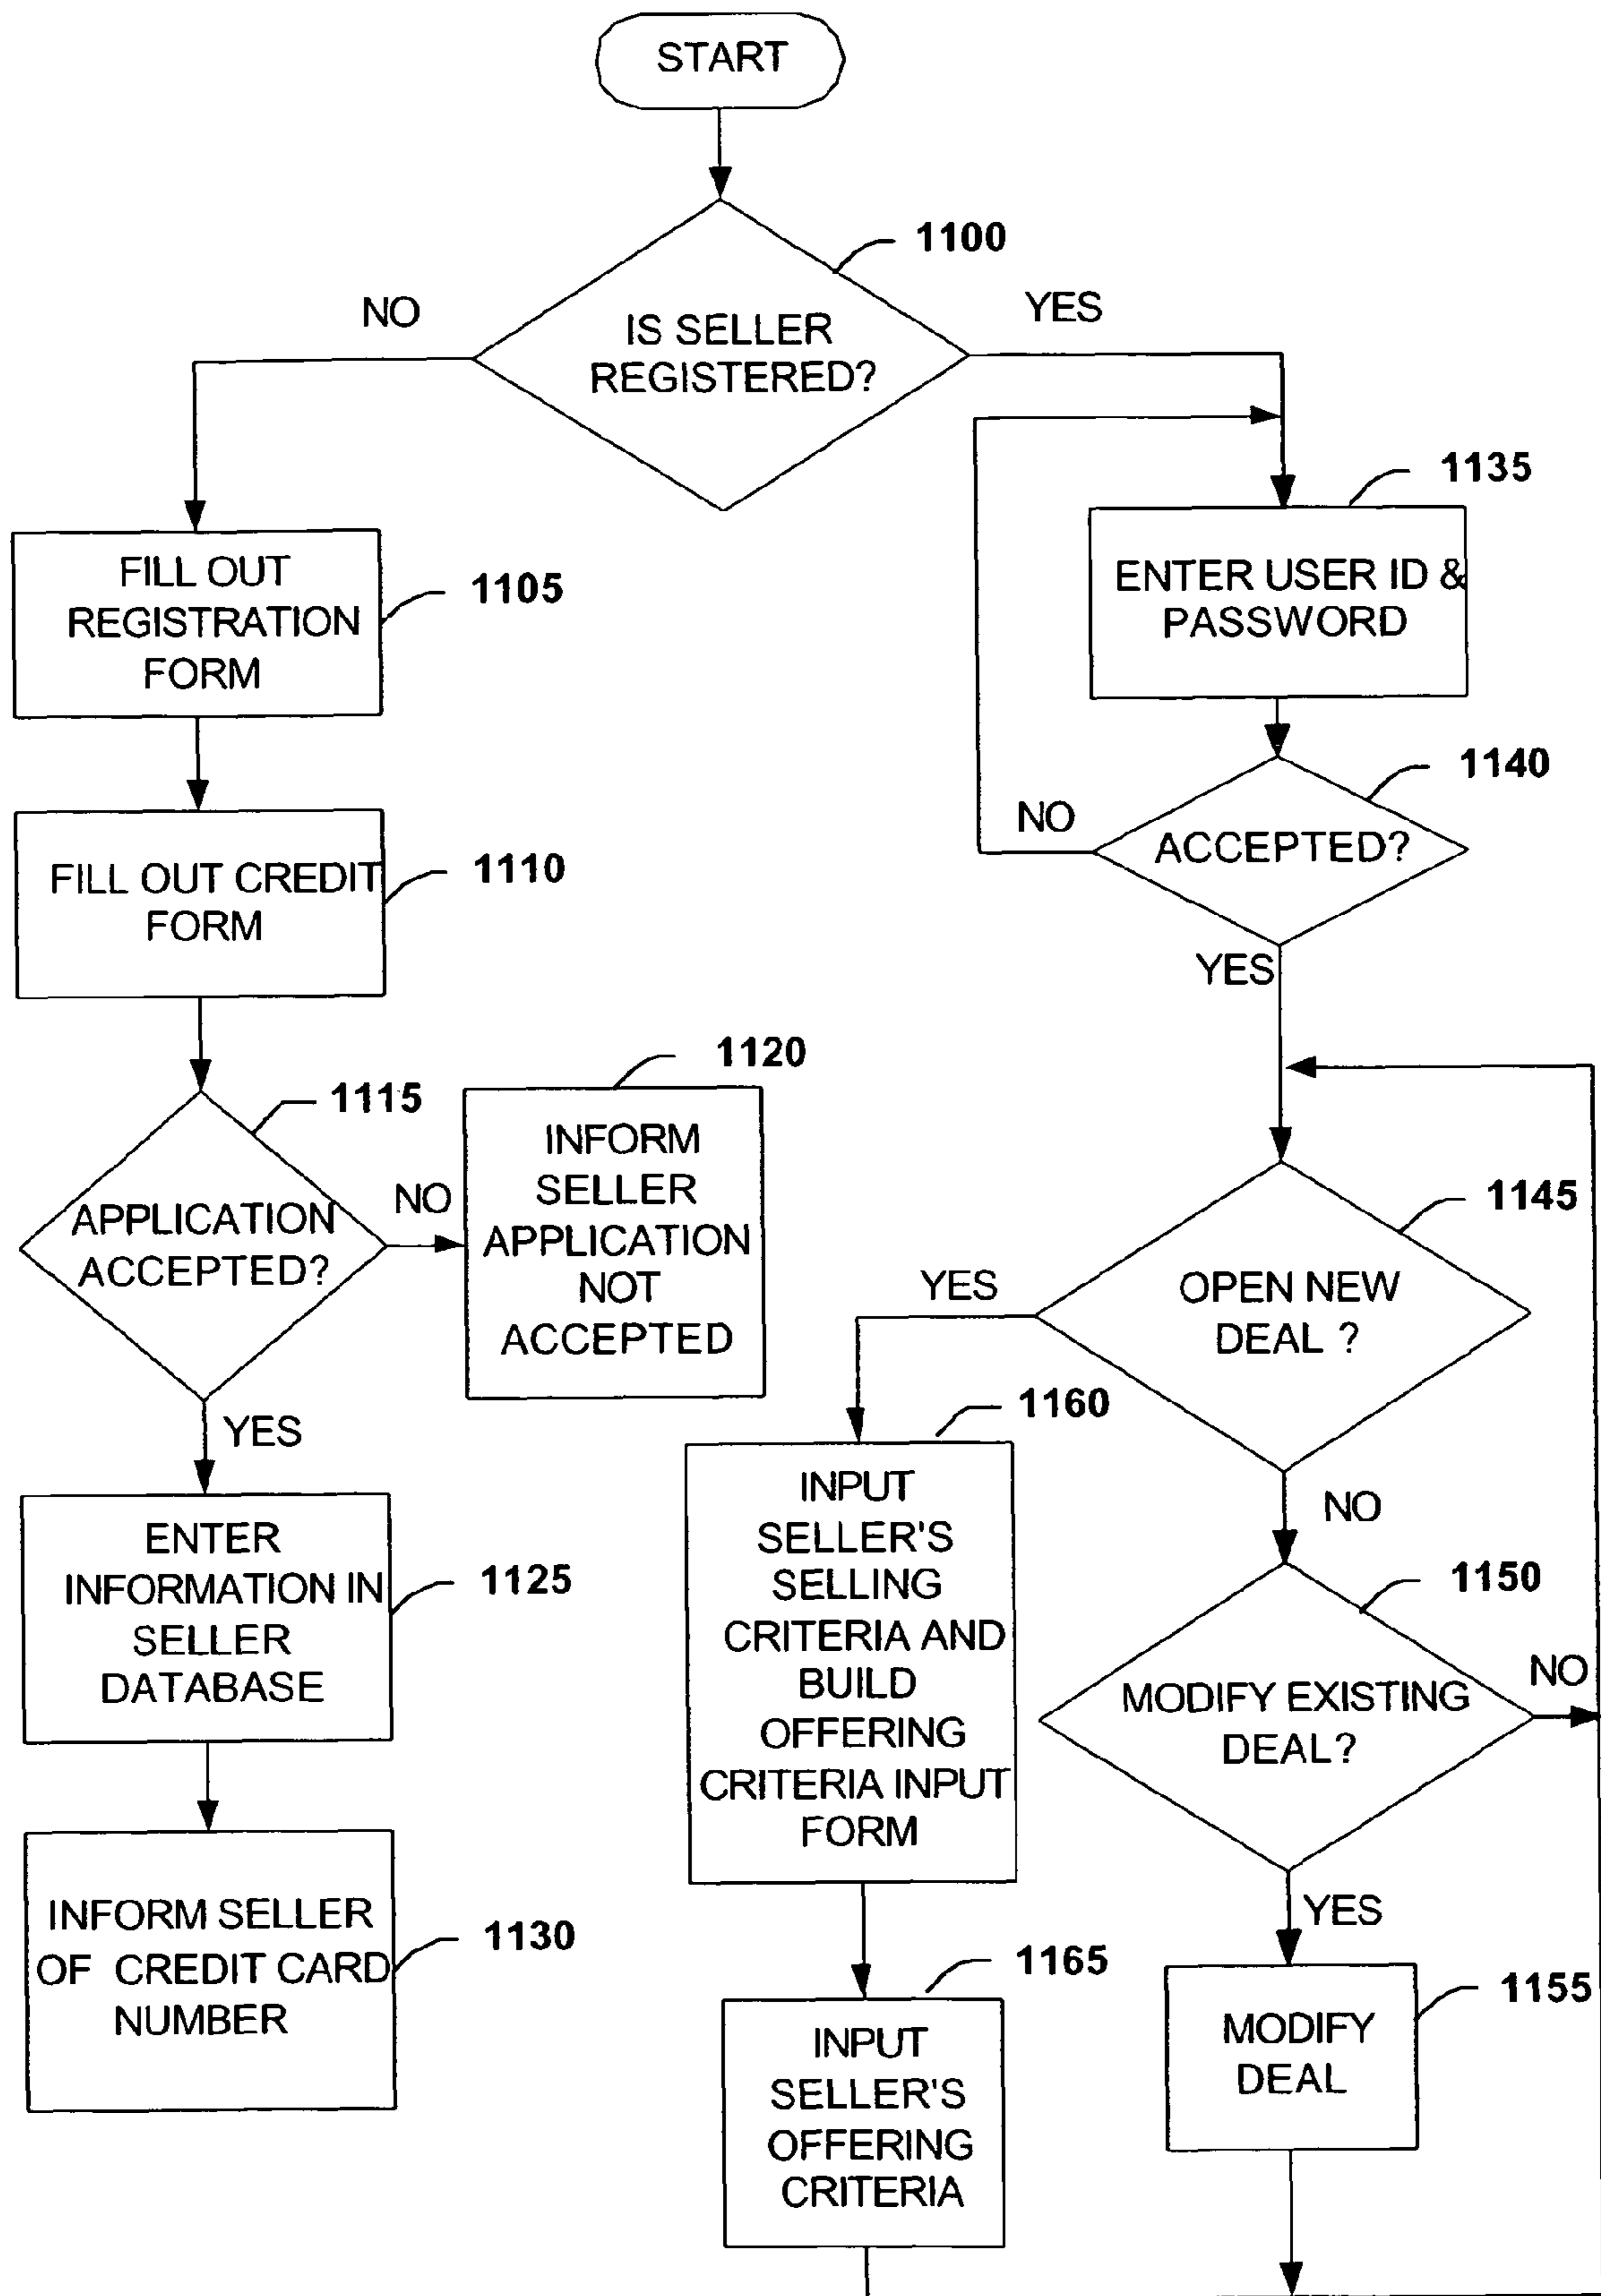 START
1100
NO
YES
IS SELLER
REGISTERED?
1135
FILL OUT
REGISTRATION
FORM
1105
ENTER USER ID &
PASSWORD
1140
NO
ACCEPTED?
FILL OUT CREDIT
FORM
1110
YES
1120
1115
INFORM
SELLER
APPLICATION
NOT
ACCEPTED
NO
APPLICATION
ACCEPTED?
1145
YES
OPEN NEW
DEAL ?
1160
YES
NO
INPUT
SELLER'S
SELLING
CRITERIA AND
BUILD
OFFERING
CRITERIA INPUT
FORM
ENTER
INFORMATION IN
SELLER
DATABASE
1125
1150
NO
MODIFY EXISTING
DEAL?
YES
INFORM SELLER
OF CREDIT CARD
NUMBER
1130
1165
1155
MODIFY
DEAL
INPUT
SELLER'S
OFFERING
CRITERIA